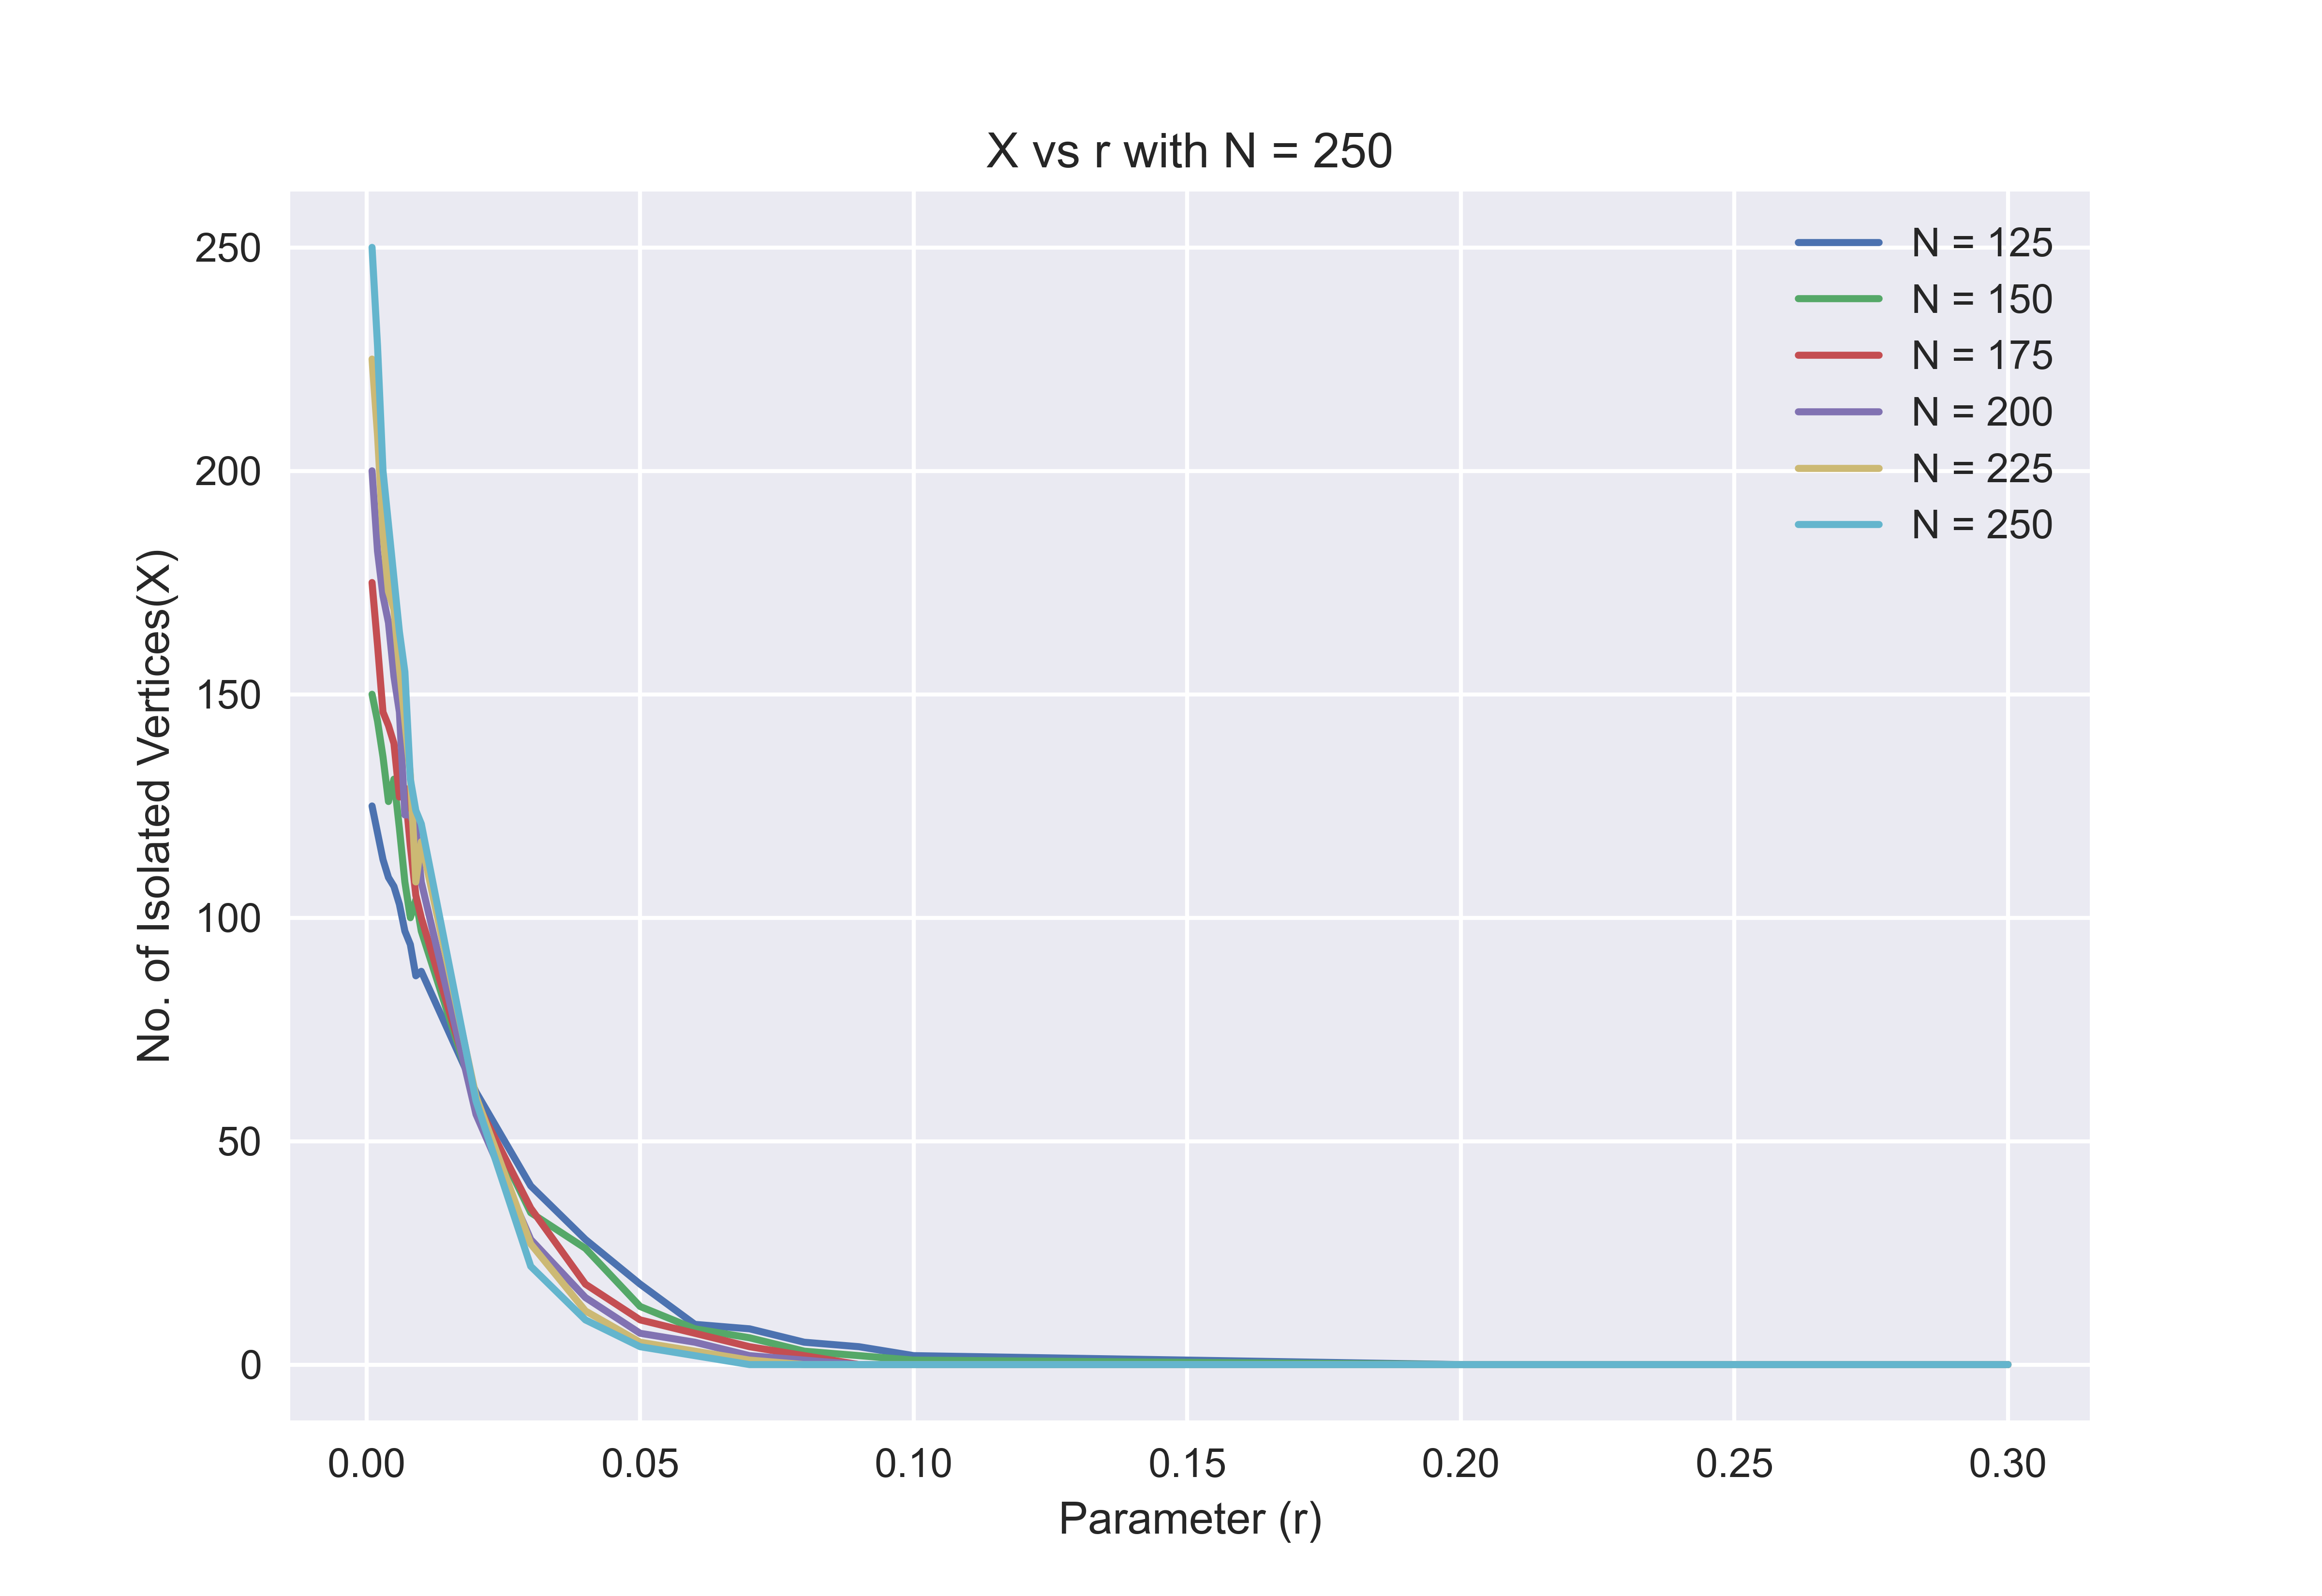 X vs r with N = 250
No. of Isolated Vertices(X)
250
200
150
100
50
0
N = 125
N = 150
N = 175
N = 200
N = 225
N = 250
0.00 0.05 0.10 0.15 0.20 0.25 0.30
Parameter (r)